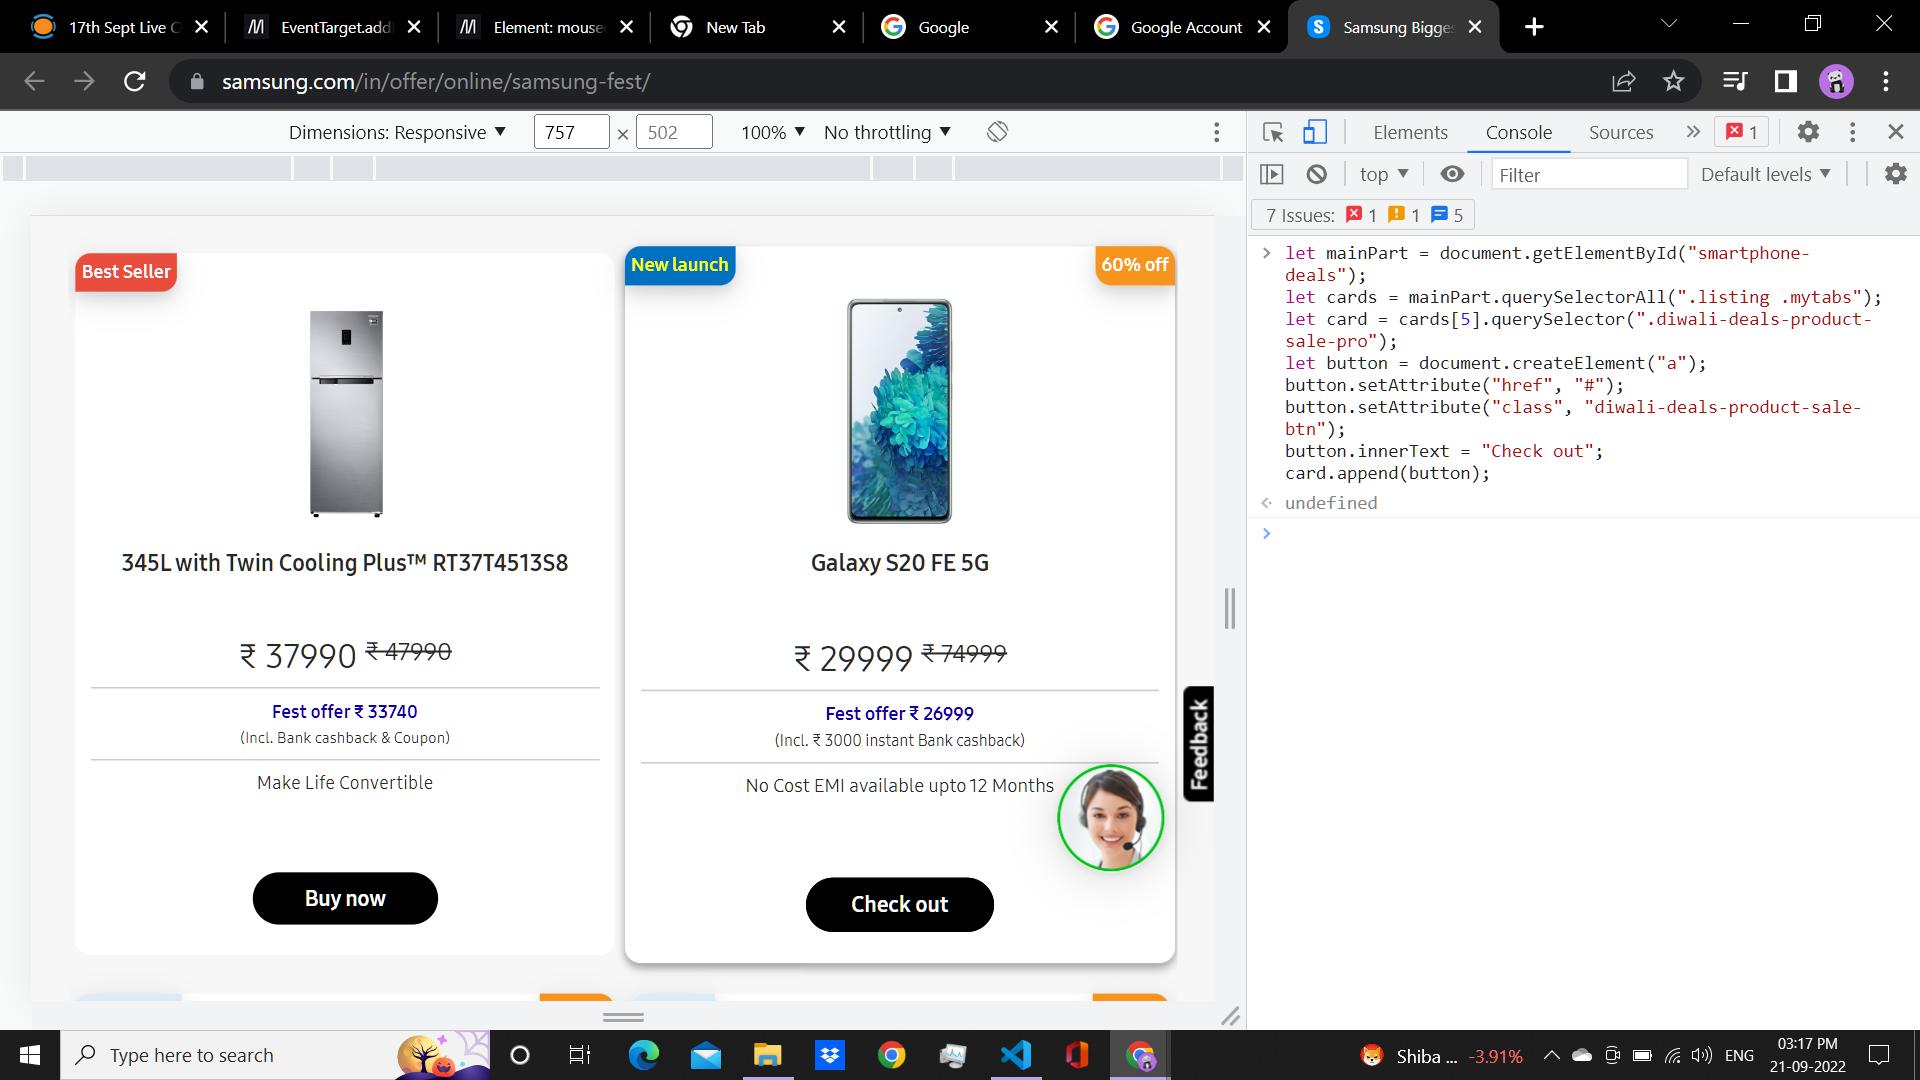 17th Sept Live C
EventTarget.add
Element: mouse
New Tab
Google
Google Account
Samsung Bigge
samsung.com/in/offer/online/samsung-fest/
Dimensions: Responsive
757 × 502
100%
No throttling
Elements
Console
Sources
1
top
Filter
Default levels
7 Issues: 1 1 5
let mainPart = document.getElementById("smartphone-
deals");
let cards = mainPart.querySelectorAll(".listing .mytabs");
let card = cards[5].querySelector(".diwali-deals-product-
sale-pro");
let button = document.createElement("a");
button.setAttribute("href", "#");
button.setAttribute("class", "diwali-deals-product-sale-
btn");
button.innerText = "Check out";
card.append(button);
undefined
Best Seller
345L with Twin Cooling Plus™ RT37T4513S8
₹ 37990 ₹ 47990
Fest offer ₹ 33740
(Incl. Bank cashback & Coupon)
Make Life Convertible
Buy now
New launch
60% off
Galaxy S20 FE 5G
₹ 29999 ₹ 74999
Fest offer ₹ 26999
(Incl. ₹ 3000 instant Bank cashback)
No Cost EMI available upto 12 Months
Check out
Feedback
Type here to search
Shiba ... -3.91%
ENG
03:17 PM
21-09-2022